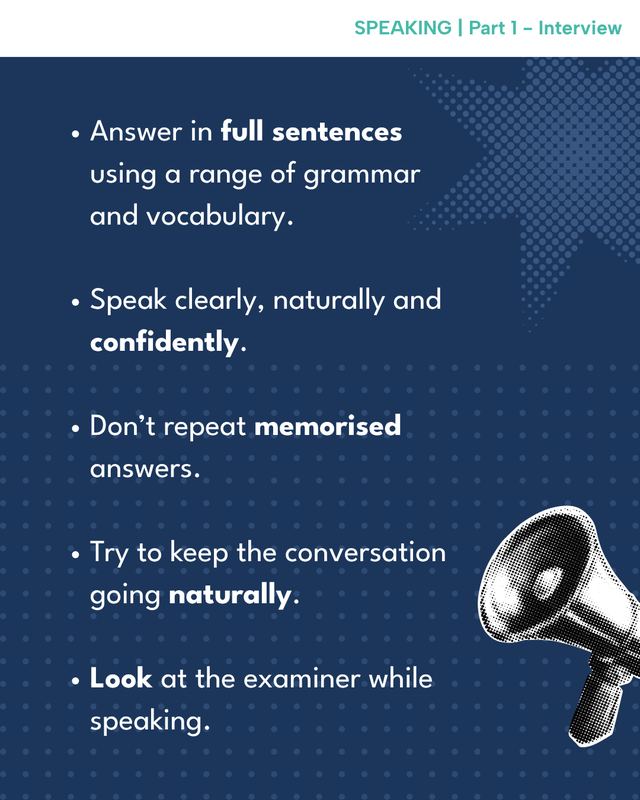 SPEAKING | Part 1 – Interview
• Answer in full sentences
using a range of grammar
and vocabulary.
• Speak clearly, naturally and
confidently.
• Don’t repeat memorised
answers.
• Try to keep the conversation
going naturally.
• Look at the examiner while
speaking.